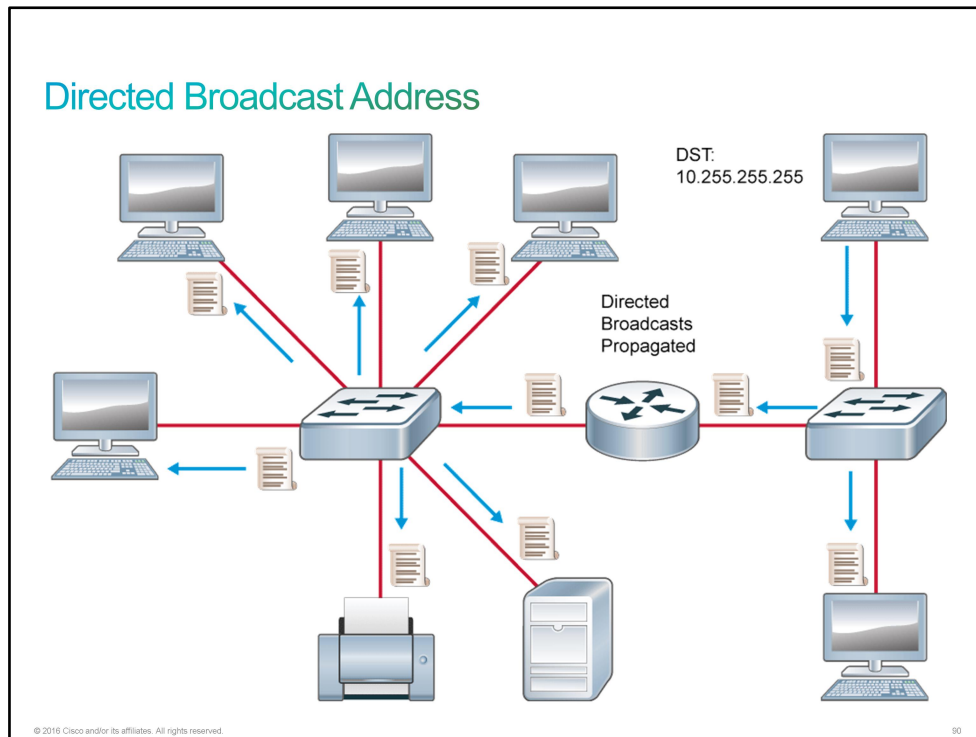 Directed Broadcast Address
DST:
10.255.255.255
Directed
Broadcasts
Propagated
© 2016 Cisco and/or its affiliates. All rights reserved.
90